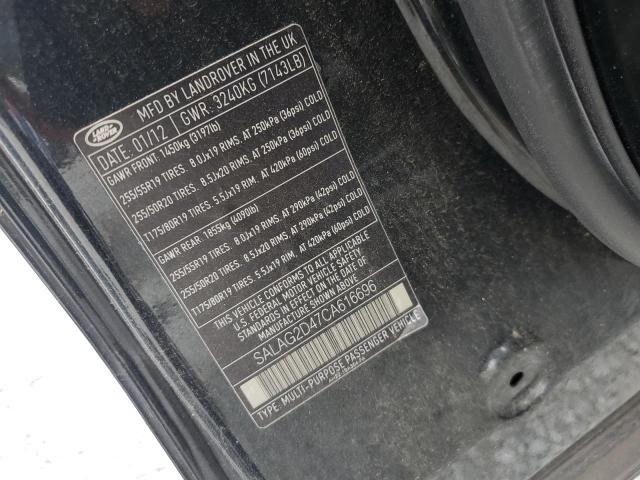 LAND ROVER
MFD BY LANDROVER IN THE UK
DATE: 01/12 GWR. 3240KG (7143LB)
GAWR FRONT: 1450kg (3197lb)
255/55R19 TIRES. 8.0Jx19 RIMS. AT 250kPa (36psi) COLD
255/50R20 TIRES. 8.5Jx20 RIMS. AT 250kPa (36psi) COLD
T175/80R19 TIRES. 5.5Jx19 RIM. AT 420kPa (60psi) COLD
GAWR REAR: 1855kg (4090lb)
255/55R19 TIRES. 8.0Jx19 RIMS. AT 290kPa (42psi) COLD
255/50R20 TIRES. 8.5Jx20 RIMS. AT 290kPa (42psi) COLD
T175/80R19 TIRES. 5.5Jx19 RIM. AT 420kPa (60psi) COLD
THIS VEHICLE CONFORMS TO ALL APPLICABLE
U.S. FEDERAL MOTOR VEHICLE SAFETY
STANDARDS IN EFFECT ON THE DATE OF
MANUFACTURE SHOWN ABOVE.
SALAG2D47CA616696
TYPE: MULTI-PURPOSE PASSENGER VEHICLE